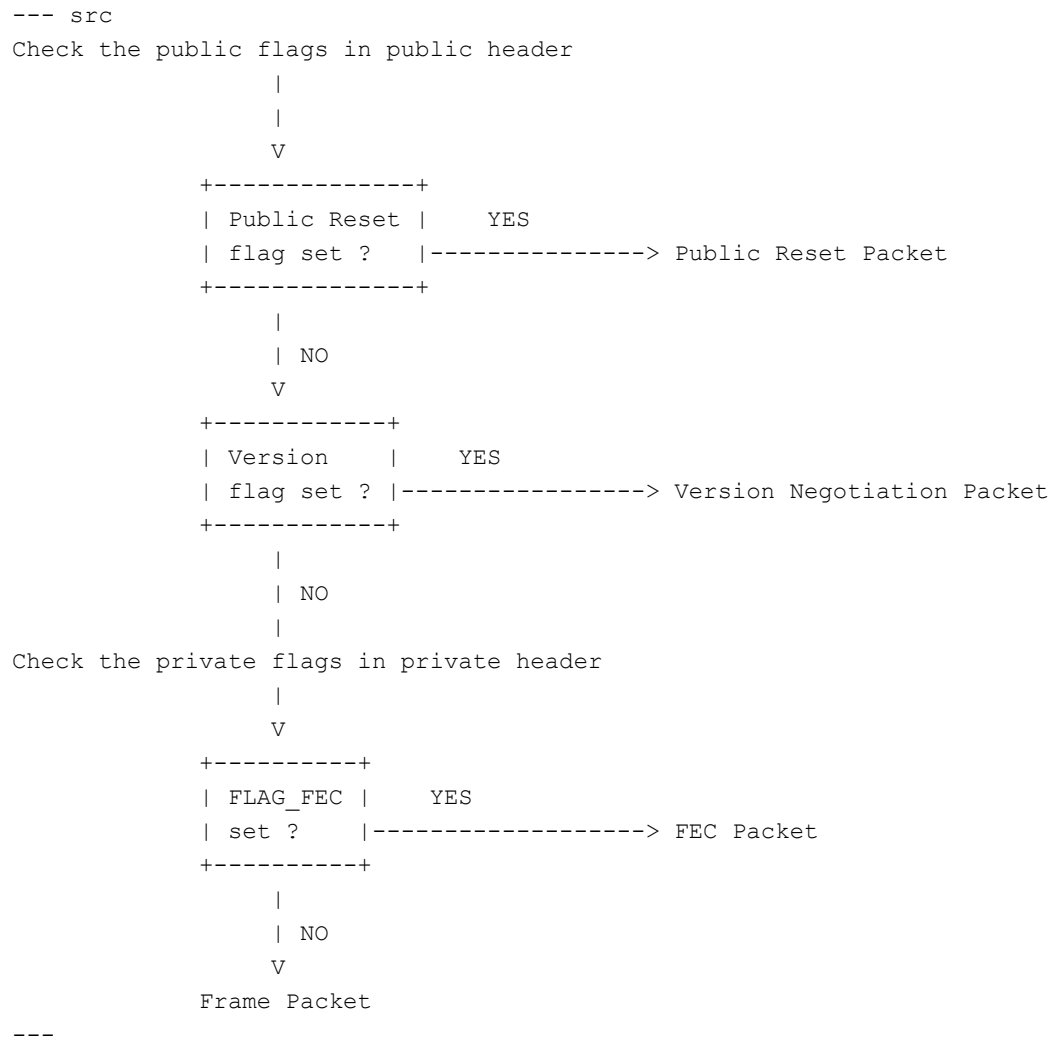 --- src
Check the public flags in public header
                  |
                  |
                  V
             +--------------+
             | Public Reset |    YES
             | flag set ?   |---------------> Public Reset Packet
             +--------------+
                  |
                  | NO
                  V
             +------------+
             | Version    |    YES
             | flag set ? |-----------------> Version Negotiation Packet
             +------------+
                  |
                  | NO
                  |
Check the private flags in private header
                  |
                  V
             +----------+
             | FLAG_FEC |    YES
             | set ?    |-------------------> FEC Packet
             +----------+
                  |
                  | NO
                  V
             Frame Packet
---